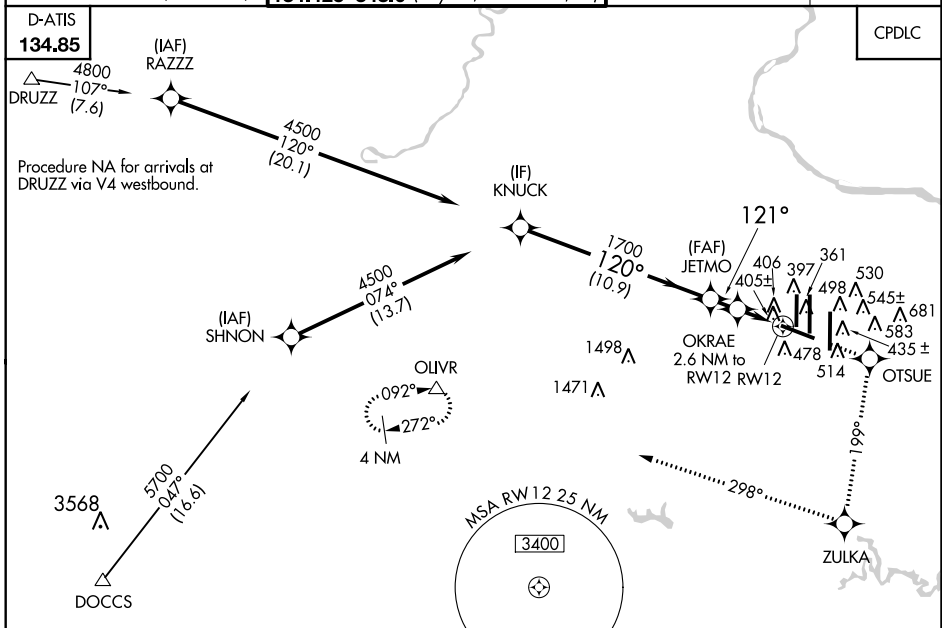 D-ATIS
134.85
CPDLC
(IAF)
RAZZZ
DRUZZ
4800
107°
(7.6)
4500
120°
(20.1)
Procedure NA for arrivals at
DRUZZ via V4 westbound.
(IF)
KNUCK
1700
120°
(10.9)
121°
(FAF)
JETMO
406
405±
397
361
498
530
545±
681
583
435 ±
478
514
OTSUE
OKRAE
2.6 NM to
RW12
RW12
4500
074°
(13.7)
(IAF)
SHNON
1498
1471
OLIVR
092°
272°
4 NM
199°
298°
ZULKA
5700
047°
(16.6)
3568
DOCCS
MSA RW12 25 NM
3400